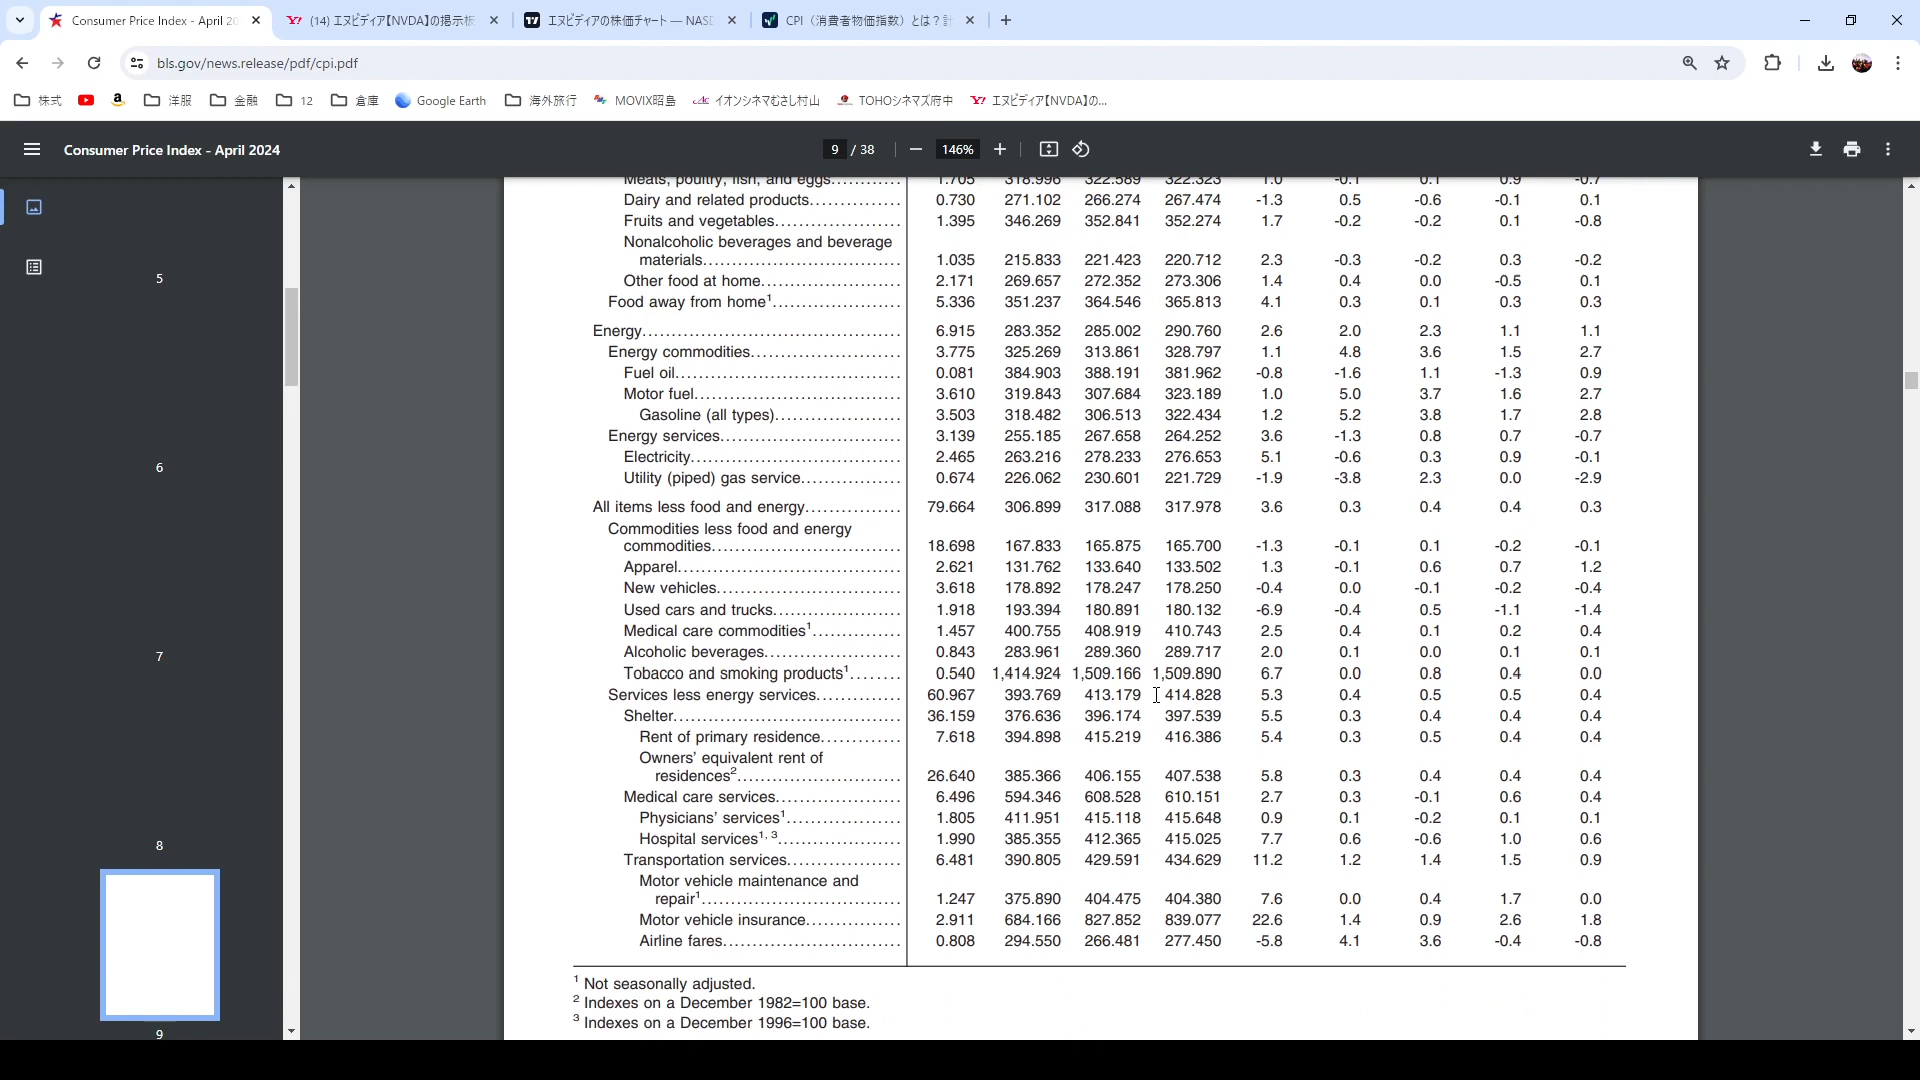 Consumer Price Index - April 20
(14) エヌビディア【NVDA】の掲示板
エヌビディアの株価チャート — NASD
CPI（消費者物価指数）とは？計
bls.gov/news.release/pdf/cpi.pdf
株式 洋服 金融 12 倉庫 Google Earth 海外旅行 MOVIX昭島 イオンシネマむさし村山 TOHOシネマズ府中 エヌビディア【NVDA】の...
Consumer Price Index - April 2024
9 / 38
146%
5
6
7
8
9
Meats, poultry, fish, and eggs............ 1.705 318.996 322.589 322.323 1.0 -0.1 0.1 0.9 -0.7
Dairy and related products............... 0.730 271.102 266.274 267.474 -1.3 0.5 -0.6 -0.1 0.1
Fruits and vegetables..................... 1.395 346.269 352.841 352.274 1.7 -0.2 -0.2 0.1 -0.8
Nonalcoholic beverages and beverage
materials................................. 1.035 215.833 221.423 220.712 2.3 -0.3 -0.2 0.3 -0.2
Other food at home........................ 2.171 269.657 272.352 273.306 1.4 0.4 0.0 -0.5 0.1
Food away from home1...................... 5.336 351.237 364.546 365.813 4.1 0.3 0.1 0.3 0.3
Energy............................................ 6.915 283.352 285.002 290.760 2.6 2.0 2.3 1.1 1.1
Energy commodities.......................... 3.775 325.269 313.861 328.797 1.1 4.8 3.6 1.5 2.7
Fuel oil....................................... 0.081 384.903 388.191 381.962 -0.8 -1.6 1.1 -1.3 0.9
Motor fuel................................... 3.610 319.843 307.684 323.189 1.0 5.0 3.7 1.6 2.7
Gasoline (all types)..................... 3.503 318.482 306.513 322.434 1.2 5.2 3.8 1.7 2.8
Energy services............................... 3.139 255.185 267.658 264.252 3.6 -1.3 0.8 0.7 -0.7
Electricity.................................... 2.465 263.216 278.233 276.653 5.1 -0.6 0.3 0.9 -0.1
Utility (piped) gas service................. 0.674 226.062 230.601 221.729 -1.9 -3.8 2.3 0.0 -2.9
All items less food and energy................ 79.664 306.899 317.088 317.978 3.6 0.3 0.4 0.4 0.3
Commodities less food and energy
commodities................................ 18.698 167.833 165.875 165.700 -1.3 -0.1 0.1 -0.2 -0.1
Apparel...................................... 2.621 131.762 133.640 133.502 1.3 -0.1 0.6 0.7 1.2
New vehicles............................... 3.618 178.892 178.247 178.250 -0.4 0.0 -0.1 -0.2 -0.4
Used cars and trucks...................... 1.918 193.394 180.891 180.132 -6.9 -0.4 0.5 -1.1 -1.4
Medical care commodities1............... 1.457 400.755 408.919 410.743 2.5 0.4 0.1 0.2 0.4
Alcoholic beverages....................... 0.843 283.961 289.360 289.717 2.0 0.1 0.0 0.1 0.1
Tobacco and smoking products1......... 0.540 1,414.924 1,509.166 1,509.890 6.7 0.0 0.8 0.4 0.0
Services less energy services.............. 60.967 393.769 413.179 414.828 5.3 0.4 0.5 0.5 0.4
Shelter....................................... 36.159 376.636 396.174 397.539 5.5 0.3 0.4 0.4 0.4
Rent of primary residence............. 7.618 394.898 415.219 416.386 5.4 0.3 0.5 0.4 0.4
Owners’ equivalent rent of
residences2............................ 26.640 385.366 406.155 407.538 5.8 0.3 0.4 0.4 0.4
Medical care services..................... 6.496 594.346 608.528 610.151 2.7 0.3 -0.1 0.6 0.4
Physicians’ services1.................... 1.805 411.951 415.118 415.648 0.9 0.1 -0.2 0.1 0.1
Hospital services1, 3..................... 1.990 385.355 412.365 415.025 7.7 0.6 -0.6 1.0 0.6
Transportation services................... 6.481 390.805 429.591 434.629 11.2 1.2 1.4 1.5 0.9
Motor vehicle maintenance and
repair1.................................. 1.247 375.890 404.475 404.380 7.6 0.0 0.4 1.7 0.0
Motor vehicle insurance................ 2.911 684.166 827.852 839.077 22.6 1.4 0.9 2.6 1.8
Airline fares.............................. 0.808 294.550 266.481 277.450 -5.8 4.1 3.6 -0.4 -0.8
1 Not seasonally adjusted.
2 Indexes on a December 1982=100 base.
3 Indexes on a December 1996=100 base.